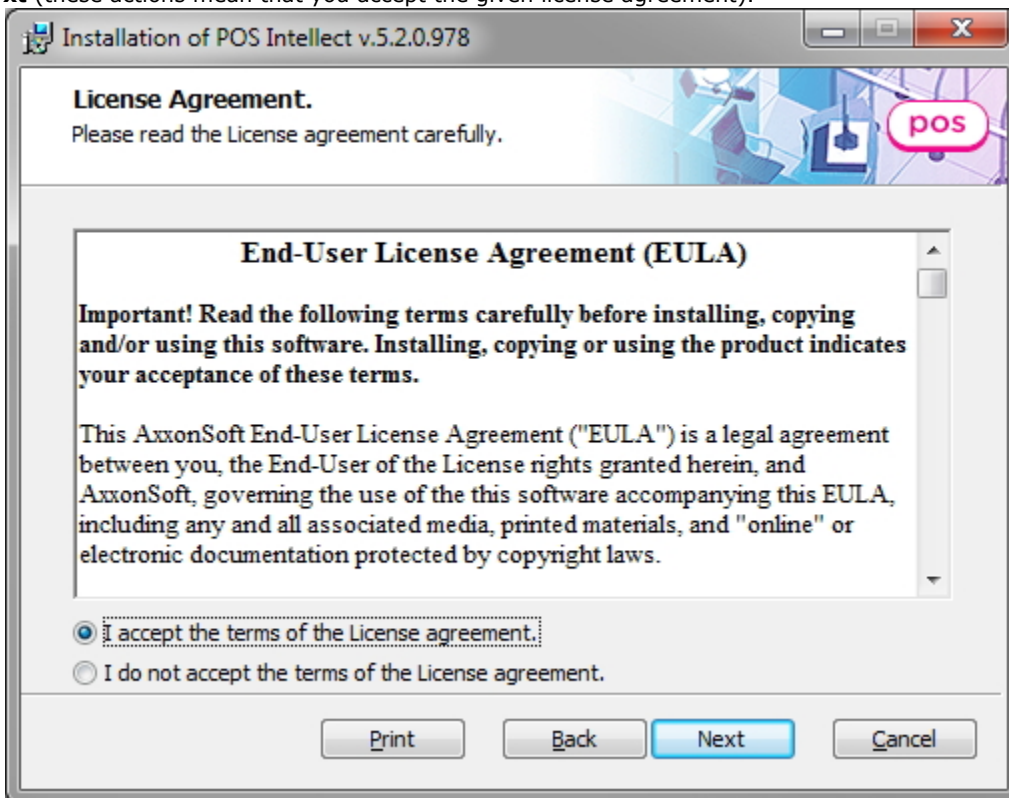 xt (these actions mean that you accept the given license agreement).
Installation of POS Intellect v.5.2.0.978
License Agreement.
Please read the License agreement carefully.
pos
End-User License Agreement (EULA)
Important! Read the following terms carefully before installing, copying
and/or using this software. Installing, copying or using the product indicates
your acceptance of these terms.
This AxxonSoft End-User License Agreement ("EULA") is a legal agreement
between you, the End-User of the License rights granted herein, and
AxxonSoft, governing the use of the this software accompanying this EULA,
including any and all associated media, printed materials, and "online" or
electronic documentation protected by copyright laws.
I accept the terms of the License agreement.
I do not accept the terms of the License agreement.
Print Back Next Cancel